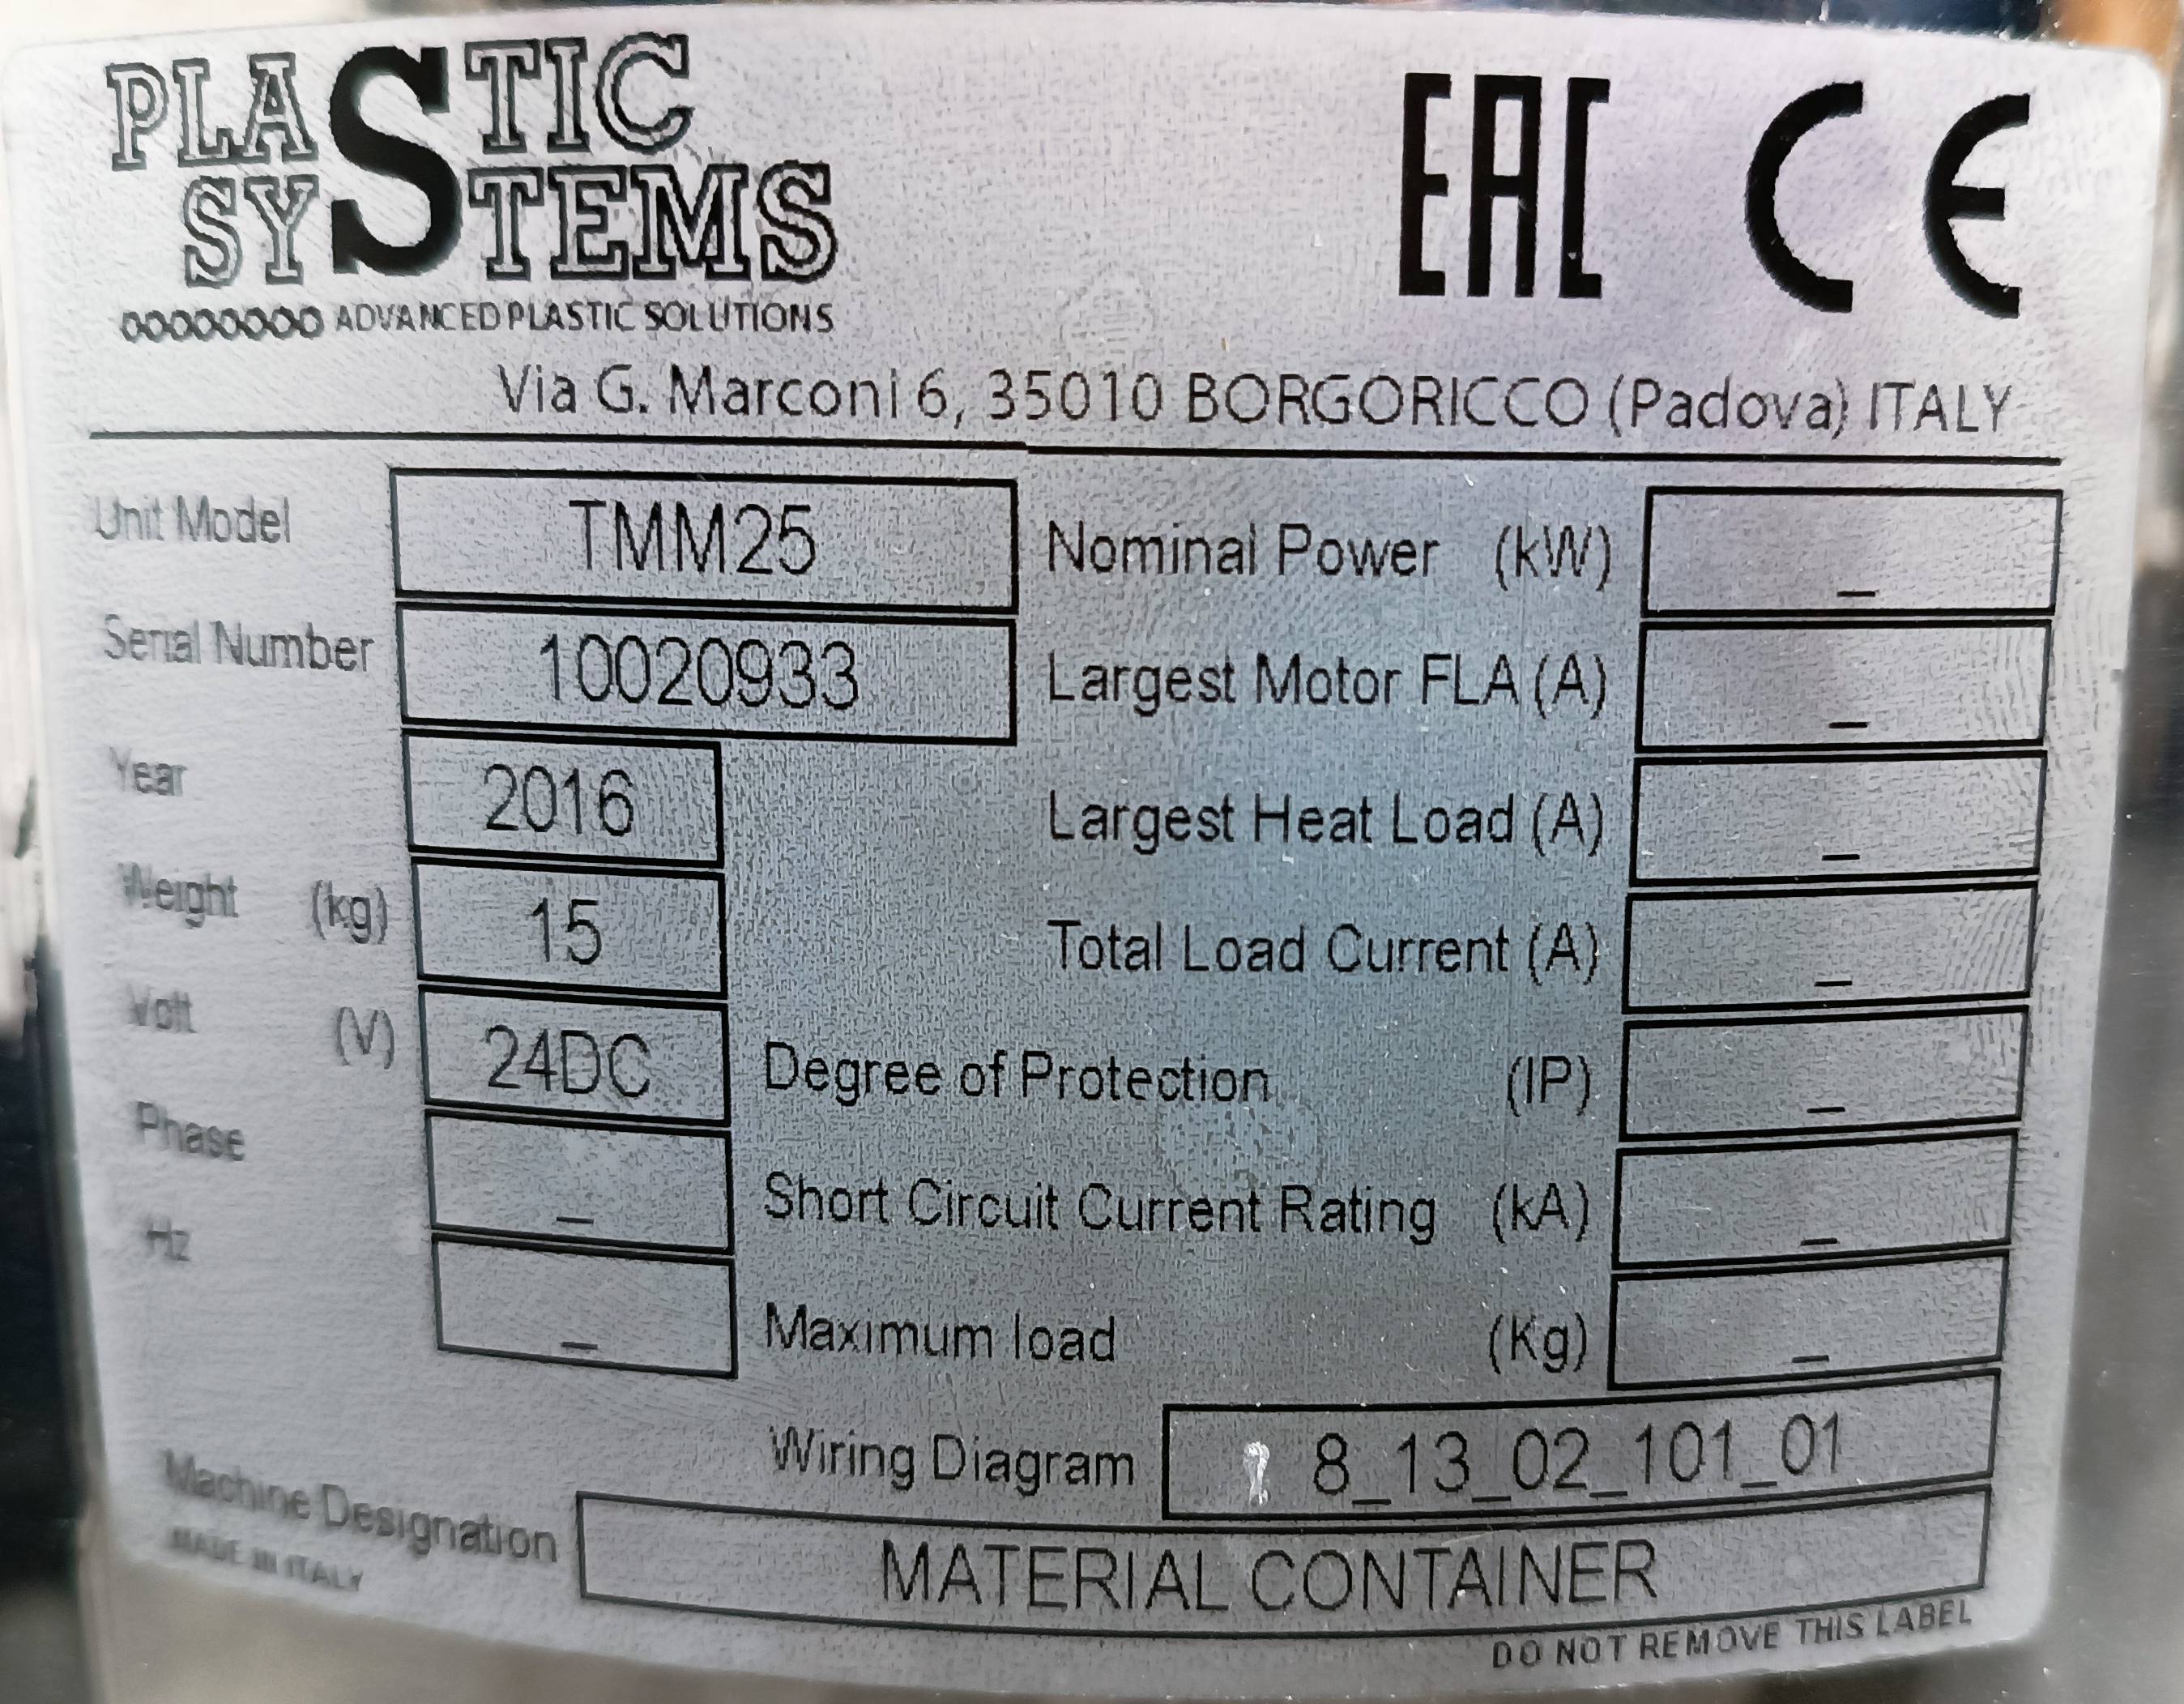 PLASTIC
SYSTEMS
ADVANCED PLASTIC SOLUTIONS
EAC CE
Via G. Marconi 6, 35010 BORGORICCO (Padova) ITALY
Unit Model TMM25
Serial Number 10020933
Year 2016
Weight (kg) 15
Volt (V) 24DC
Phase _
Hz _
Nominal Power (kW) _
Largest Motor FLA (A) _
Largest Heat Load (A) _
Total Load Current (A) _
Degree of Protection (IP) _
Short Circuit Current Rating (kA) _
Maximum load (Kg) _
Wiring Diagram 8_13_02_101_01
Machine Designation MATERIAL CONTAINER
MADE IN ITALY
DO NOT REMOVE THIS LABEL